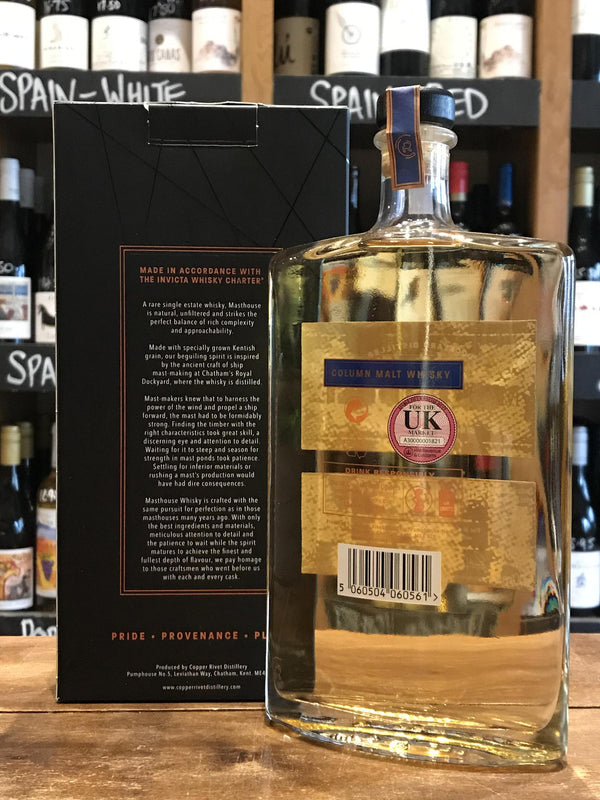 50
SPAIN-WHITE
SPAIN
ED
MADE IN ACCORDANCE WITH
THE INVICTA WHISKY CHARTER
A rare single estate whisky, Masthouse
is natural, unfiltered and strikes the
perfect balance of rich complexity
and approachability.
Made with specially grown Kentish
grain, our beguiling spirit is inspired
by the ancient craft of ship
mast-making at Chatham's Royal
Dockyard, where the whisky is distilled.
Mast-makers knew that to harness the
power of the wind and propel a ship
forward, the mast had to be formidably
strong. Finding the timber with the
right characteristics took great skill, a
discerning eye and attention to detail.
Waiting for it to steep and season for
strength in mast ponds took patience.
Settling for inferior materials or
rushing a mast's production would
have had dire consequences.
Masthouse Whisky is crafted with the
same pursuit for perfection as in those
masthouses many years ago. With only
the best ingredients and materials,
meticulous attention to detail and
the patience to wait while the spirit
matures to achieve the finest and
fullest depth of flavour, we pay homage
to those craftsmen who went before us
with each and every cask.
PRIDE • PROVENANCE •
Produced by Copper Rivet Distillery
Pumphouse No.5, Leviathan Way, Chatham, Kent. ME4
www.copperrivetdistillery.com
COLUMN MALT WHISKY
FOR THE
UK
MARKET
DRINK
5 060504 060561 >
SPA